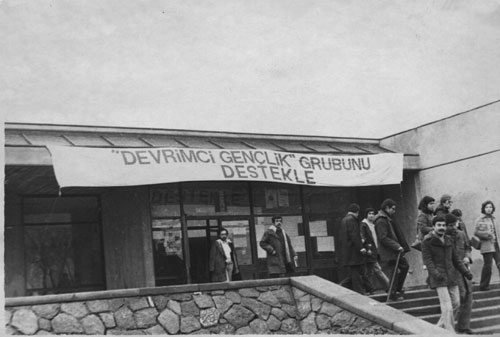 "DEVRİMCİ GENÇLİK" GRUBUNU
DESTEKLE